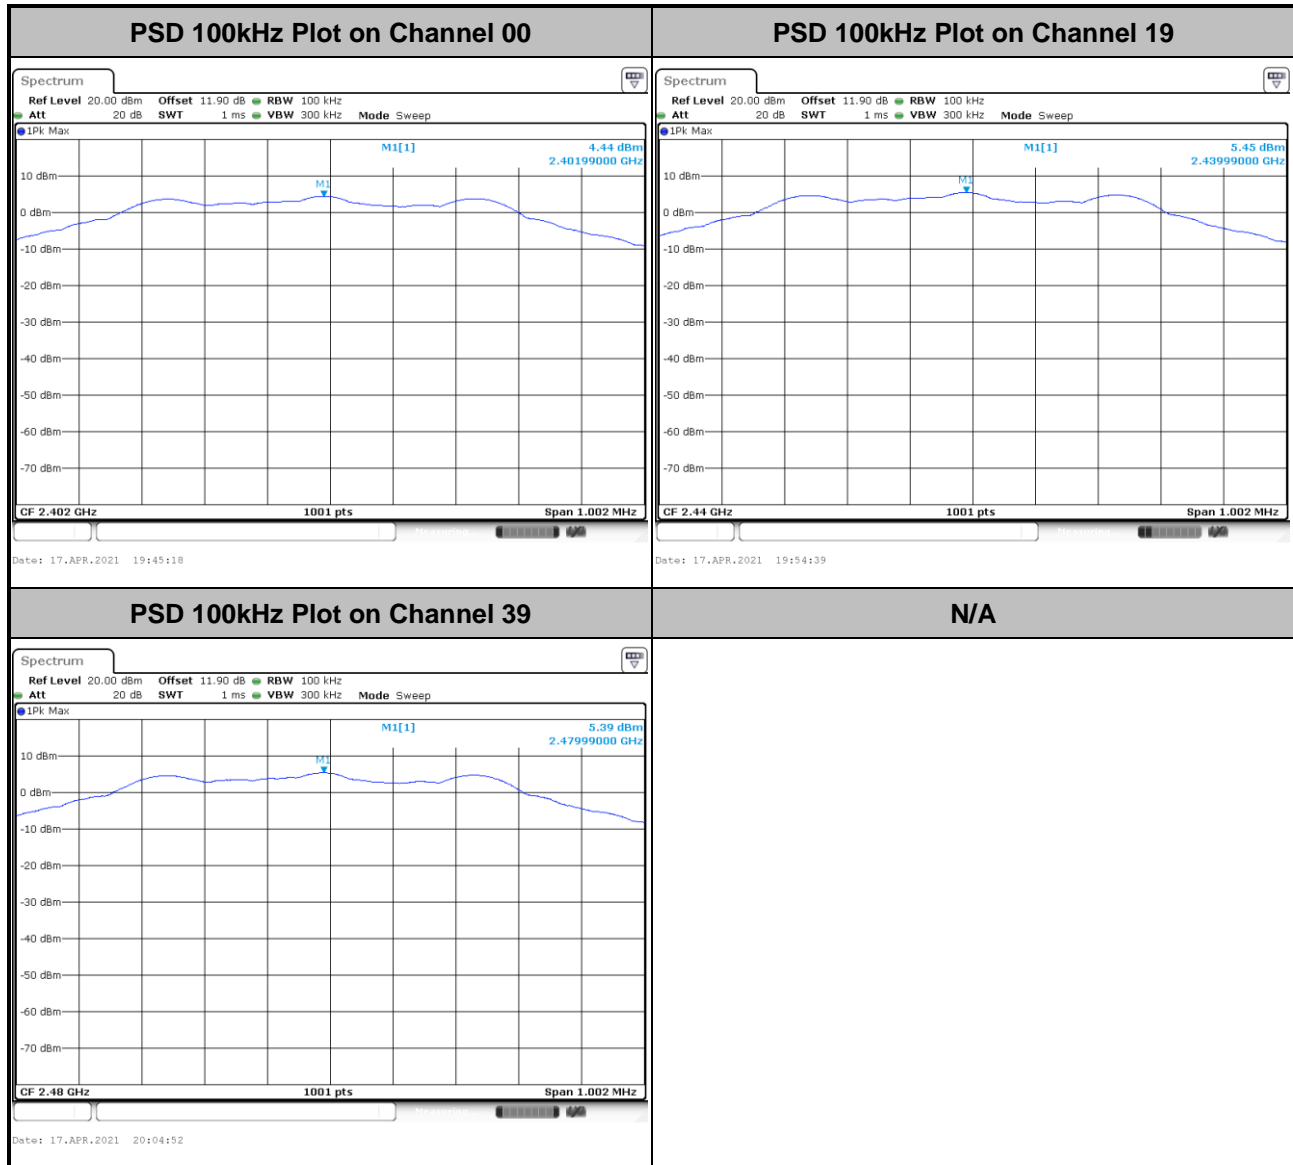 PSD 100kHz Plot on Channel 00
Spectrum
Ref Level 20.00 dBm Offset 11.90 dB RBW 100 kHz
Att 20 dB SWT 1 ms VBW 300 kHz Mode Sweep
1Pk Max
M1[1] 4.44 dBm
2.40199000 GHz
M1
10 dBm
0 dBm
-10 dBm
-20 dBm
-30 dBm
-40 dBm
-50 dBm
-60 dBm
-70 dBm
CF 2.402 GHz 1001 pts Span 1.002 MHz
Measuring
Date: 17.APR.2021 19:45:18
PSD 100kHz Plot on Channel 19
Spectrum
Ref Level 20.00 dBm Offset 11.90 dB RBW 100 kHz
Att 20 dB SWT 1 ms VBW 300 kHz Mode Sweep
1Pk Max
M1[1] 5.45 dBm
2.43999000 GHz
M1
10 dBm
0 dBm
-10 dBm
-20 dBm
-30 dBm
-40 dBm
-50 dBm
-60 dBm
-70 dBm
CF 2.44 GHz 1001 pts Span 1.002 MHz
Measuring
Date: 17.APR.2021 19:54:39
PSD 100kHz Plot on Channel 39
Spectrum
Ref Level 20.00 dBm Offset 11.90 dB RBW 100 kHz
Att 20 dB SWT 1 ms VBW 300 kHz Mode Sweep
1Pk Max
M1[1] 5.39 dBm
2.47999000 GHz
M1
10 dBm
0 dBm
-10 dBm
-20 dBm
-30 dBm
-40 dBm
-50 dBm
-60 dBm
-70 dBm
CF 2.48 GHz 1001 pts Span 1.002 MHz
Measuring
Date: 17.APR.2021 20:04:52
N/A